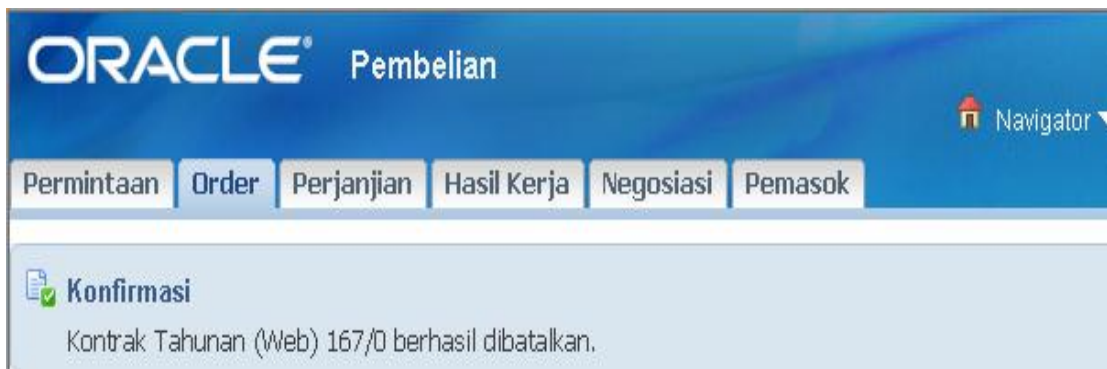 ORACLE® Pembelian
Navigator
Permintaan Order Perjanjian Hasil Kerja Negosiasi Pemasok
Konfirmasi
Kontrak Tahunan (Web) 167/0 berhasil dibatalkan.